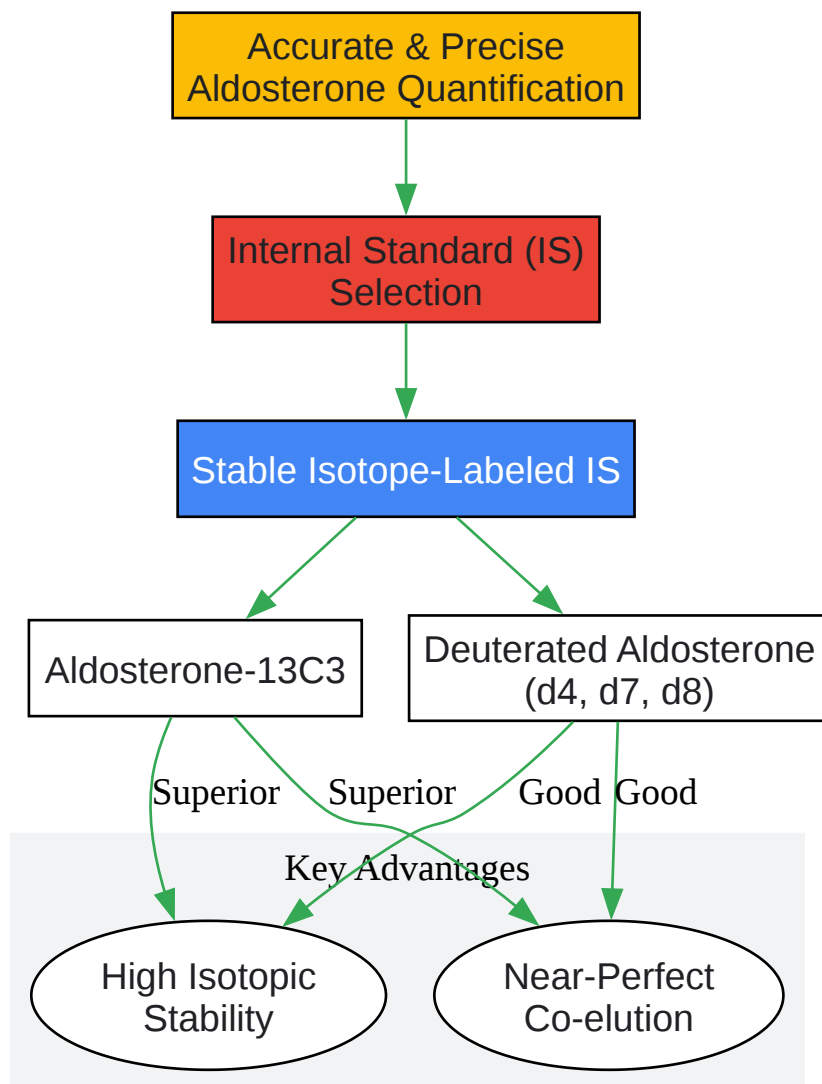 Accurate & Precise
Aldosterone Quantification
Internal Standard (IS)
Selection
Stable Isotope-Labeled IS
Aldosterone-13C3
Deuterated Aldosterone
(d4, d7, d8)
Superior
Superior
Good
Good
Key Advantages
High Isotopic
Stability
Near-Perfect
Co-elution